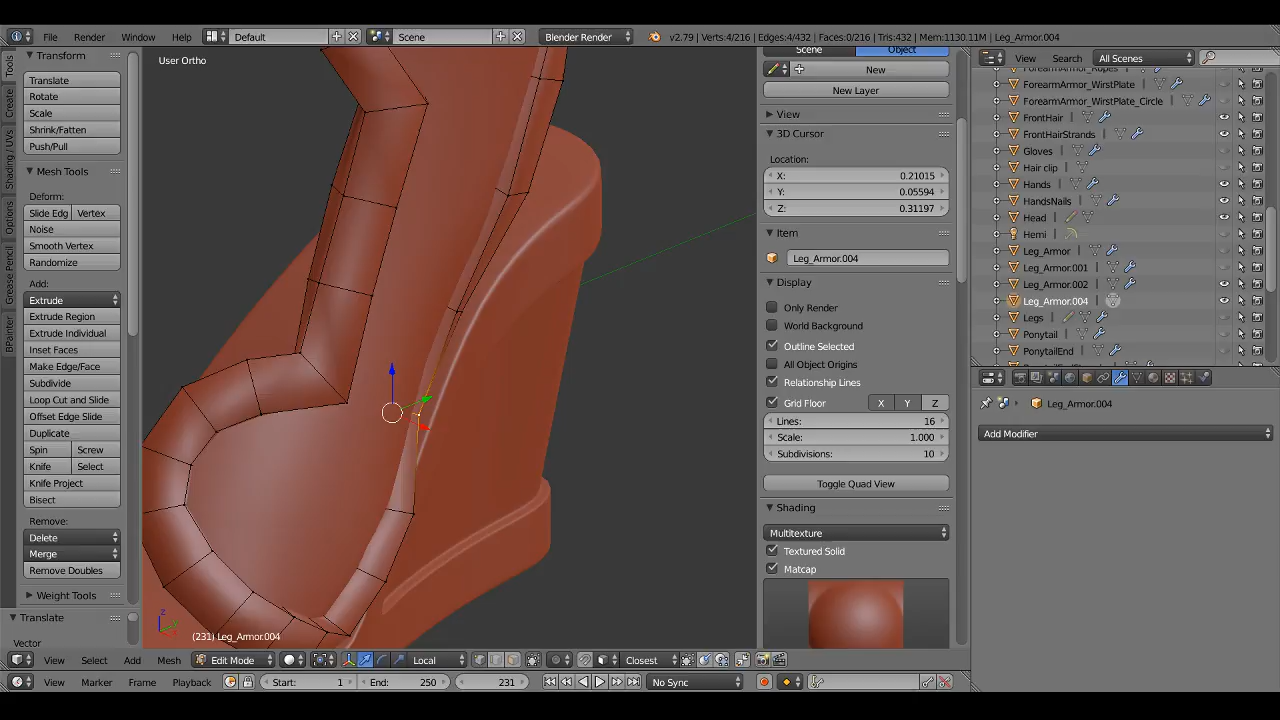 File Render Window Help Default Scene Blender Render v2.79 | Verts:4/216 | Edges:4/432 | Faces:0/216 | Tris:432 | Mem:1130.11M | Leg_Armor.004
Tools
Create
Shading / UVs
Options
Grease Pencil
BPainter
Transform
Translate
Rotate
Scale
Shrink/Fatten
Push/Pull
Mesh Tools
Deform:
Slide Edg Vertex
Noise
Smooth Vertex
Randomize
Add:
Extrude
Extrude Region
Extrude Individual
Inset Faces
Make Edge/Face
Subdivide
Loop Cut and Slide
Offset Edge Slide
Duplicate
Spin Screw
Knife Select
Knife Project
Bisect
Remove:
Delete
Merge
Remove Doubles
Weight Tools
Translate
Vector
User Ortho
(231) Leg_Armor.004
Scene Object
New
New Layer
View
3D Cursor
Location:
X: 0.21015
Y: 0.05594
Z: 0.31197
Item
Leg_Armor.004
Display
Only Render
World Background
Outline Selected
All Object Origins
Relationship Lines
Grid Floor X Y Z
Lines: 16
Scale: 1.000
Subdivisions: 10
Toggle Quad View
Shading
Multitexture
Textured Solid
Matcap
View Search All Scenes
ForearmArmor_Ropes
ForearmArmor_WirstPlate
ForearmArmor_WirstPlate_Circle
FrontHair
FrontHairStrands
Gloves
Hair clip
Hands
HandsNails
Head
Hemi
Leg_Armor
Leg_Armor.001
Leg_Armor.002
Leg_Armor.004
Legs
Ponytail
PonytailEnd
Leg_Armor.004
Add Modifier
View Select Add Mesh Edit Mode Local Closest
View Marker Frame Playback Start: 1 End: 250 231 No Sync